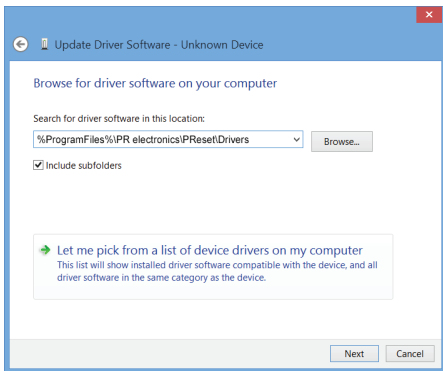 Update Driver Software - Unknown Device
Browse for driver software on your computer
Search for driver software in this location:
%ProgramFiles%\PR electronics\PReset\Drivers
Browse...
Include subfolders
Let me pick from a list of device drivers on my computer
This list will show installed driver software compatible with the device, and all
driver software in the same category as the device.
Next
Cancel